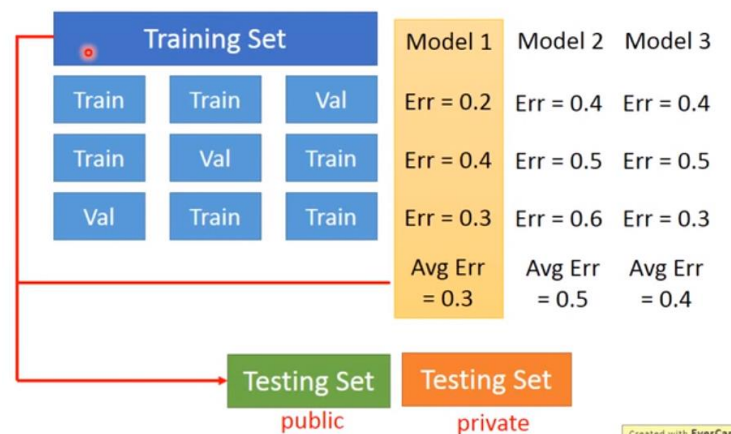 Training Set
Model 1 Model 2 Model 3
Train Train Val
Err = 0.2 Err = 0.4 Err = 0.4
Train Val Train
Err = 0.4 Err = 0.5 Err = 0.5
Val Train Train
Err = 0.3 Err = 0.6 Err = 0.3
Avg Err Avg Err Avg Err
= 0.3 = 0.5 = 0.4
Testing Set Testing Set
public private
Created with